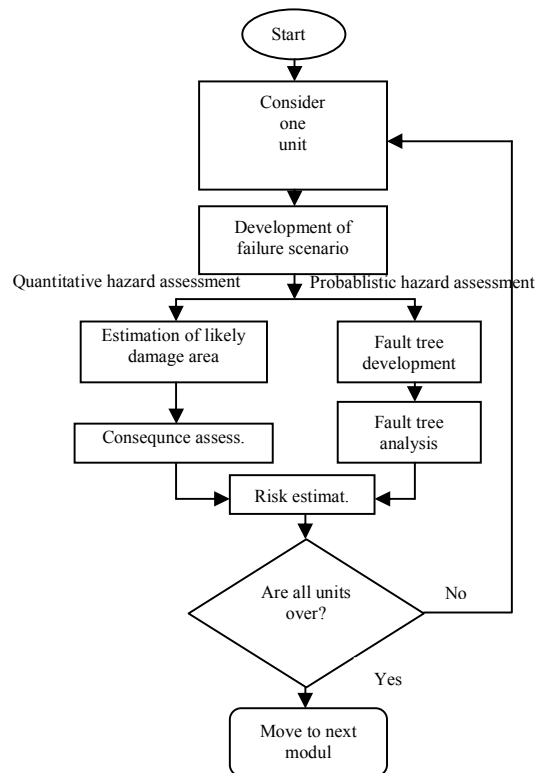 Start
Consider
one
unit
Development of
failure scenario
Quantitative hazard assessment
Probablistic hazard assessment
Estimation of likely
damage area
Fault tree
development
Consequnce assess.
Fault tree
analysis
Risk estimat.
Are all units
over?
No
Yes
Move to next
modul